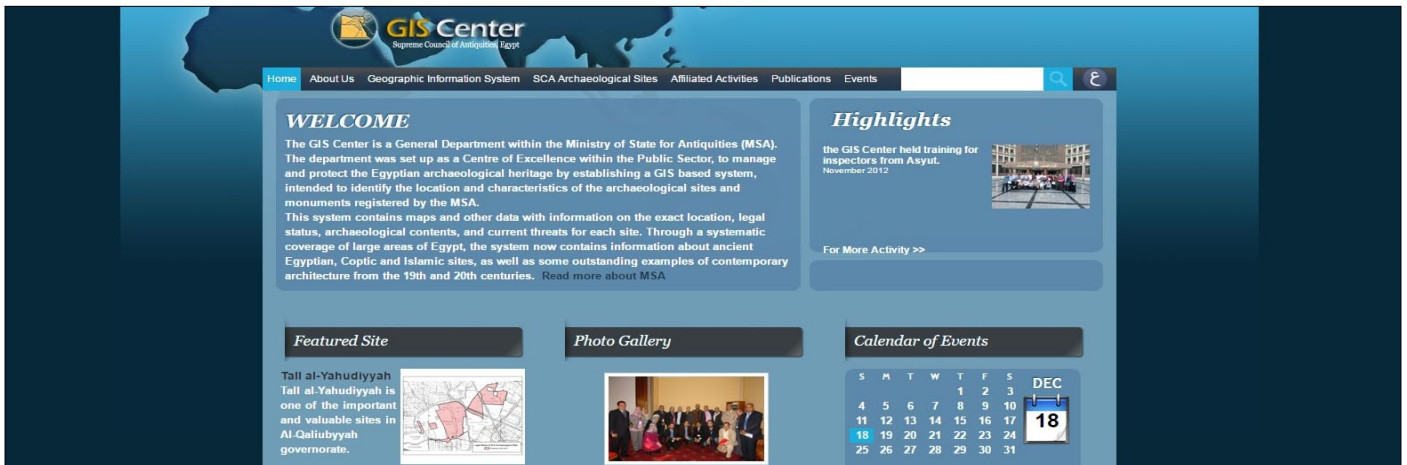 GIS Center
Supreme Council of Antiquities, Egypt
Home About Us Geographic Information System SCA Archaeological Sites Affiliated Activities Publications Events
ع
WELCOME
The GIS Center is a General Department within the Ministry of State for Antiquities (MSA).
The department was set up as a Centre of Excellence within the Public Sector, to manage
and protect the Egyptian archaeological heritage by establishing a GIS based system,
intended to identify the location and characteristics of the archaeological sites and
monuments registered by the MSA.
This system contains maps and other data with information on the exact location, legal
status, archaeological contents, and current threats for each site. Through a systematic
coverage of large areas of Egypt, the system now contains information about ancient
Egyptian, Coptic and Islamic sites, as well as some outstanding examples of contemporary
architecture from the 19th and 20th centuries. Read more about MSA
Highlights
the GIS Center held training for
inspectors from Asyut.
November 2012
For More Activity >>
Featured Site
Tall al-Yahudiyyah
Tall al-Yahudiyyah is
one of the important
and valuable sites in
Al-Qaliubyyah
governorate.
Photo Gallery
Calendar of Events
S M T W T F S
1 2 3
4 5 6 7 8 9 10
11 12 13 14 15 16 17
18 19 20 21 22 23 24
25 26 27 28 29 30 31
DEC
18